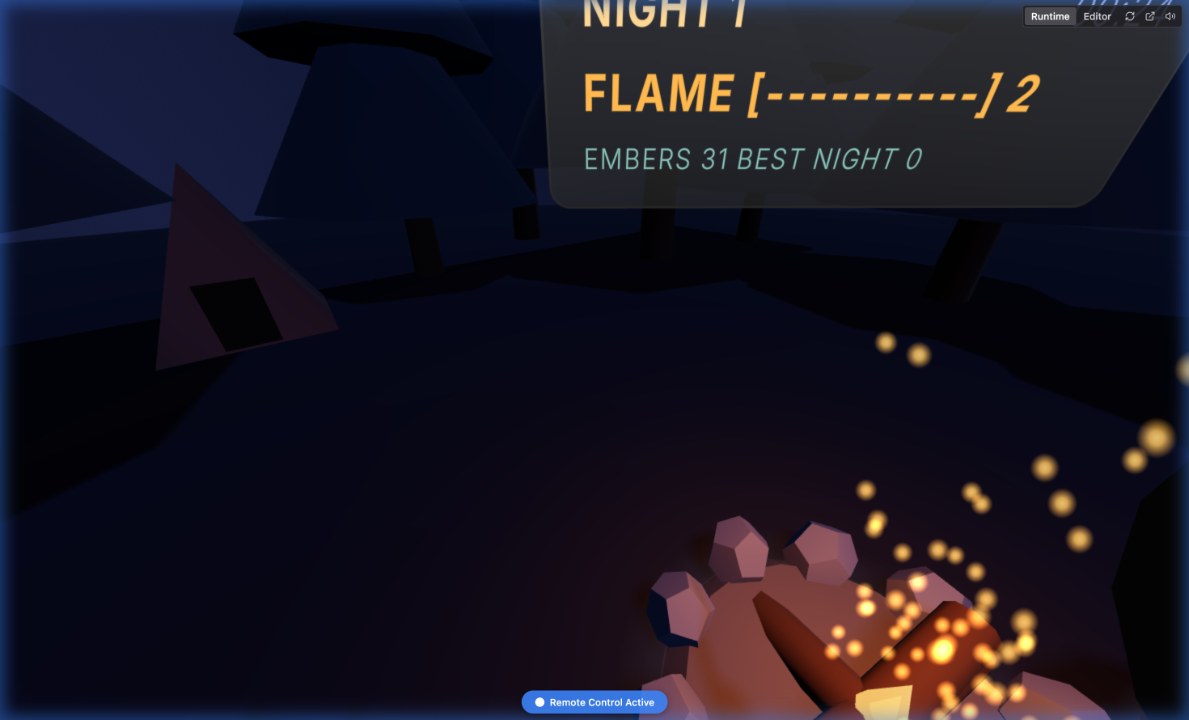 NIGHT 1
Runtime Editor
FLAME [-----------] 2
EMBERS 31 BEST NIGHT 0
Remote Control Active